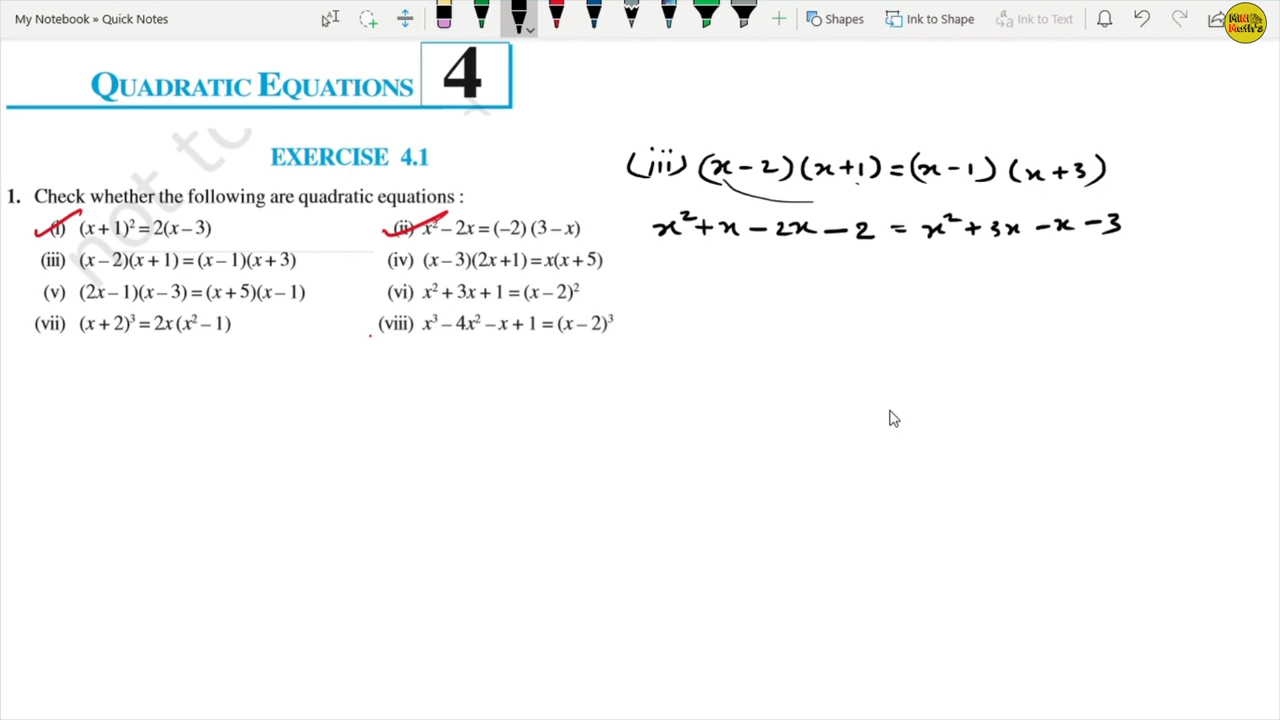 My Notebook » Quick Notes
Shapes
Ink to Shape
Ink to Text
QUADRATIC EQUATIONS 4
not to
EXERCISE 4.1
1. Check whether the following are quadratic equations :
(i) (x + 1)² = 2(x – 3)
(ii) x² – 2x = (–2) (3 – x)
(iii) (x – 2)(x + 1) = (x – 1)(x + 3)
(iv) (x – 3)(2x +1) = x(x + 5)
(v) (2x – 1)(x – 3) = (x + 5)(x – 1)
(vi) x² + 3x + 1 = (x – 2)²
(vii) (x + 2)³ = 2x (x² – 1)
(viii) x³ – 4x² – x + 1 = (x – 2)³
(iii) (x – 2) (x + 1) = (x – 1) (x + 3)
x² + x – 2x – 2 = x² + 3x – x – 3